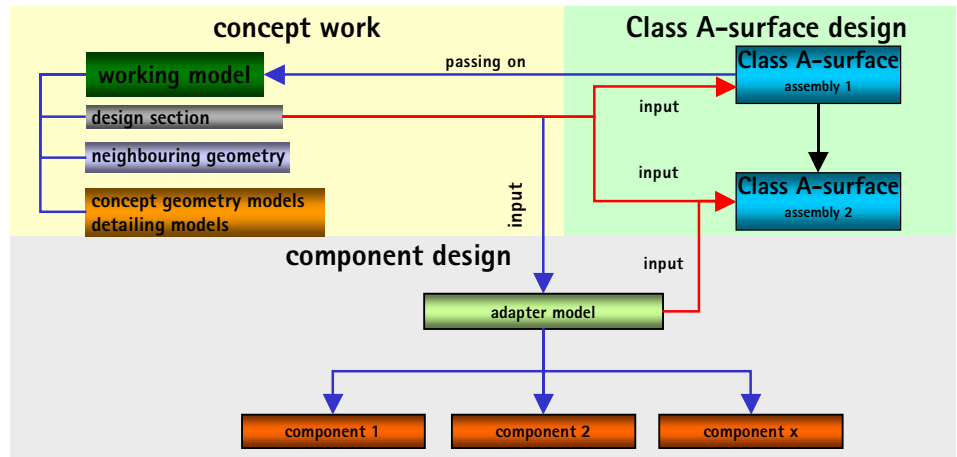 concept work
Class A-surface design
working model
passing on
Class A-surface
assembly 1
design section
input
neighbouring geometry
input
Class A-surface
assembly 2
concept geometry models
detailing models
input
component design
input
adapter model
component 1
component 2
component x